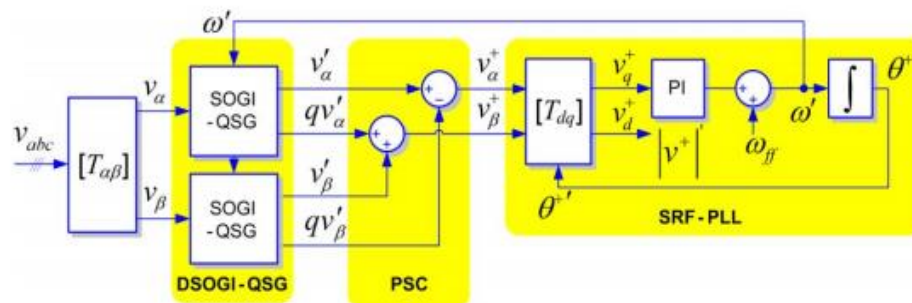 ω′
v_abc
[T_αβ]
v_α
v_β
SOGI
-QSG
SOGI
-QSG
DSOGI-QSG
v′_α
qv′_α
v′_β
qv′_β
+
−
+
+
PSC
v⁺_α
v⁺_β
[T_dq]
v⁺_q
v⁺_d
PI
|v⁺|′
+
+
ω_ff
ω′
∫
θ⁺′
θ⁺′
SRF-PLL